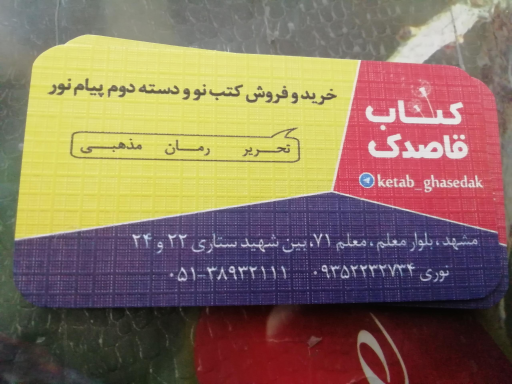 کتاب
قاصدک
ketab_ghasedak
خرید و فروش کتب نو و دسته دوم پیام نور
تحریر رمان مذهبی
مشهد، بلوار معلم، معلم ۷۱، بین شهید ستاری ۲۲ و ۲۴
نوری ۰۹۳۵۲۲۳۲۷۳۴ ۰۵۱-۳۸۹۳۲۱۱۱